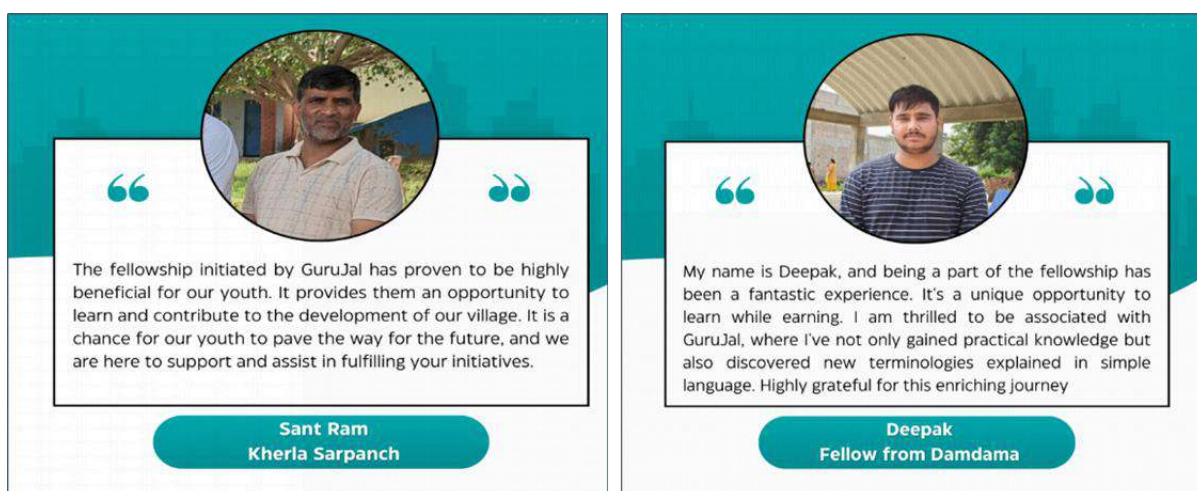 The fellowship initiated by GuruJal has proven to be highly
beneficial for our youth. It provides them an opportunity to
learn and contribute to the development of our village. It is a
chance for our youth to pave the way for the future, and we
are here to support and assist in fulfilling your initiatives.
Sant Ram
Kherla Sarpanch
My name is Deepak, and being a part of the fellowship has
been a fantastic experience. It's a unique opportunity to
learn while earning. I am thrilled to be associated with
GuruJal, where I've not only gained practical knowledge but
also discovered new terminologies explained in simple
language. Highly grateful for this enriching journey
Deepak
Fellow from Damdama